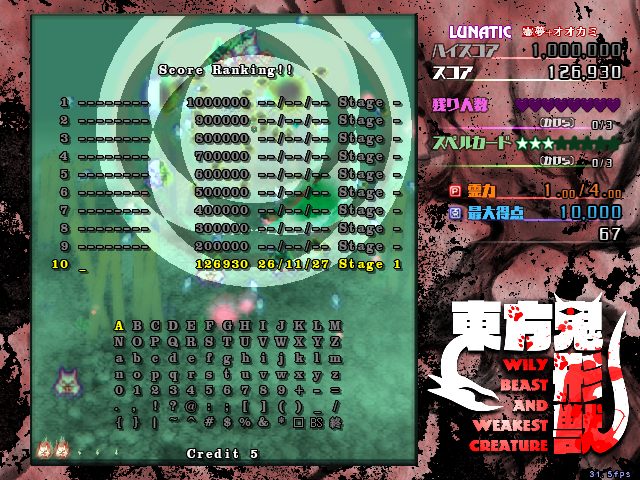 Score Ranking!!
1 -------- 1000000 --/--/-- Stage -
2 -------- 900000 --/--/-- Stage -
3 -------- 800000 --/--/-- Stage -
4 -------- 700000 --/--/-- Stage -
5 -------- 600000 --/--/-- Stage -
6 -------- 500000 --/--/-- Stage -
7 -------- 400000 --/--/-- Stage -
8 -------- 300000 --/--/-- Stage -
9 -------- 200000 --/--/-- Stage -
10 _ 126930 26/11/27 Stage 1
A B C D E F G H I J K L M
N O P Q R S T U V W X Y Z
a b c d e f g h i j k l m
n o p q r s t u v w x y z
0 1 2 3 4 5 6 7 8 9 + - =
. , ! ? @ : ; [ ] ( ) _ /
{ } | ~ ^ # $ % & * □ BS 終
Credit 5
LUNATIC 霊夢+オオカミ
ハイスコア 1,000,000
スコア 126,930
残り人数
(かけら) 0/3
スペルカード ★★★
(かけら) 0/3
P 霊力 1.00/4.00
最大得点 10,000
67
東方鬼形獣
WILY
BEAST
AND
WEAKEST
CREATURE
31.5fps